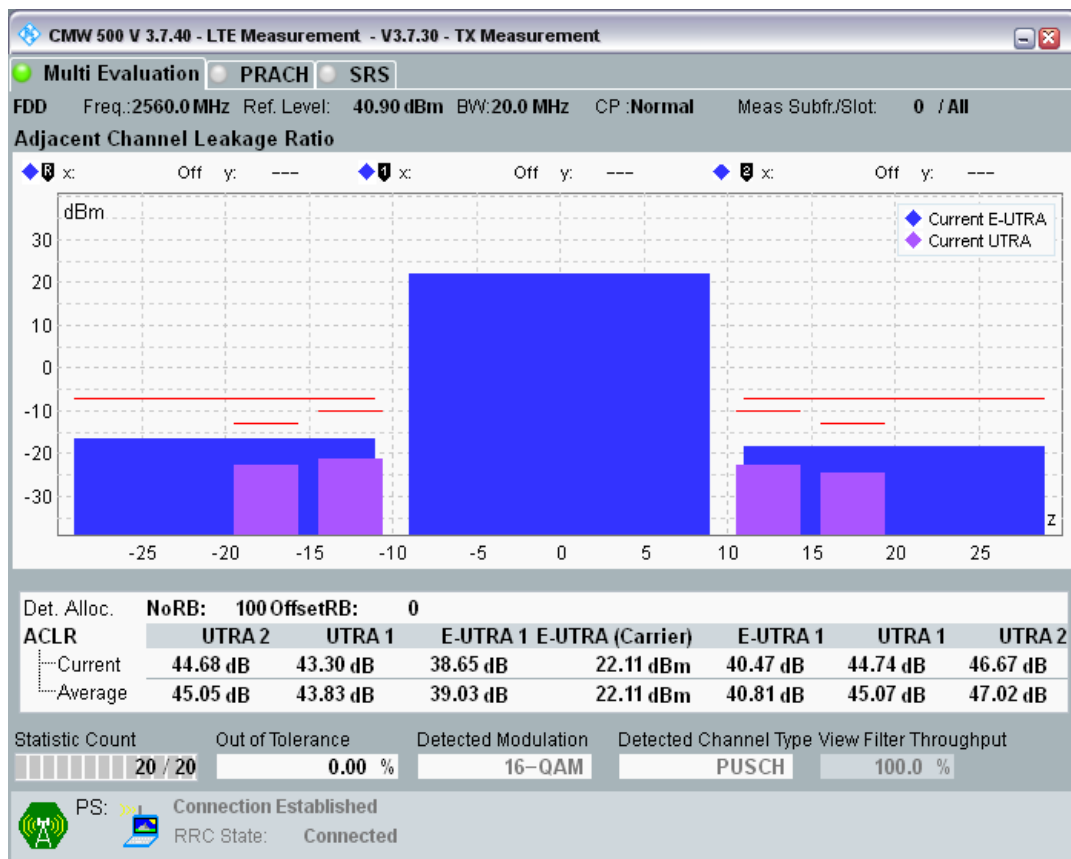 CMW 500 V 3.7.40 - LTE Measurement - V3.7.30 - TX Measurement
Multi Evaluation PRACH SRS
FDD Freq.:2560.0 MHz Ref. Level: 40.90 dBm BW:20.0 MHz CP :Normal Meas Subfr./Slot: 0 / All
Adjacent Channel Leakage Ratio
R x: Off y: --- 1 x: Off y: --- 2 x: Off y: ---
dBm
Current E-UTRA
Current UTRA
30
20
10
0
-10
-20
-30
z
-25 -20 -15 -10 -5 0 5 10 15 20 25
Det. Alloc. NoRB: 100 OffsetRB: 0
ACLR UTRA 2 UTRA 1 E-UTRA 1 E-UTRA (Carrier) E-UTRA 1 UTRA 1 UTRA 2
Current 44.68 dB 43.30 dB 38.65 dB 22.11 dBm 40.47 dB 44.74 dB 46.67 dB
Average 45.05 dB 43.83 dB 39.03 dB 22.11 dBm 40.81 dB 45.07 dB 47.02 dB
Statistic Count Out of Tolerance Detected Modulation Detected Channel Type View Filter Throughput
20 / 20 0.00 % 16-QAM PUSCH 100.0 %
PS: Connection Established
RRC State: Connected